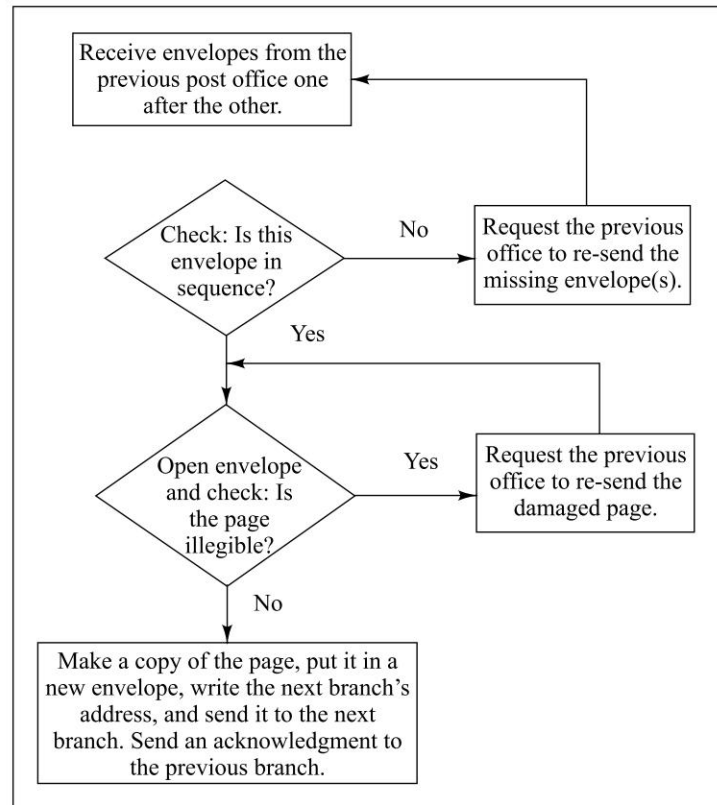 Receive envelopes from the
previous post office one
after the other.
Check: Is this
envelope in
sequence?
No
Request the previous
office to re-send the
missing envelope(s).
Yes
Open envelope
and check: Is
the page
illegible?
Yes
Request the previous
office to re-send the
damaged page.
No
Make a copy of the page, put it in a
new envelope, write the next branch’s
address, and send it to the next
branch. Send an acknowledgment to
the previous branch.